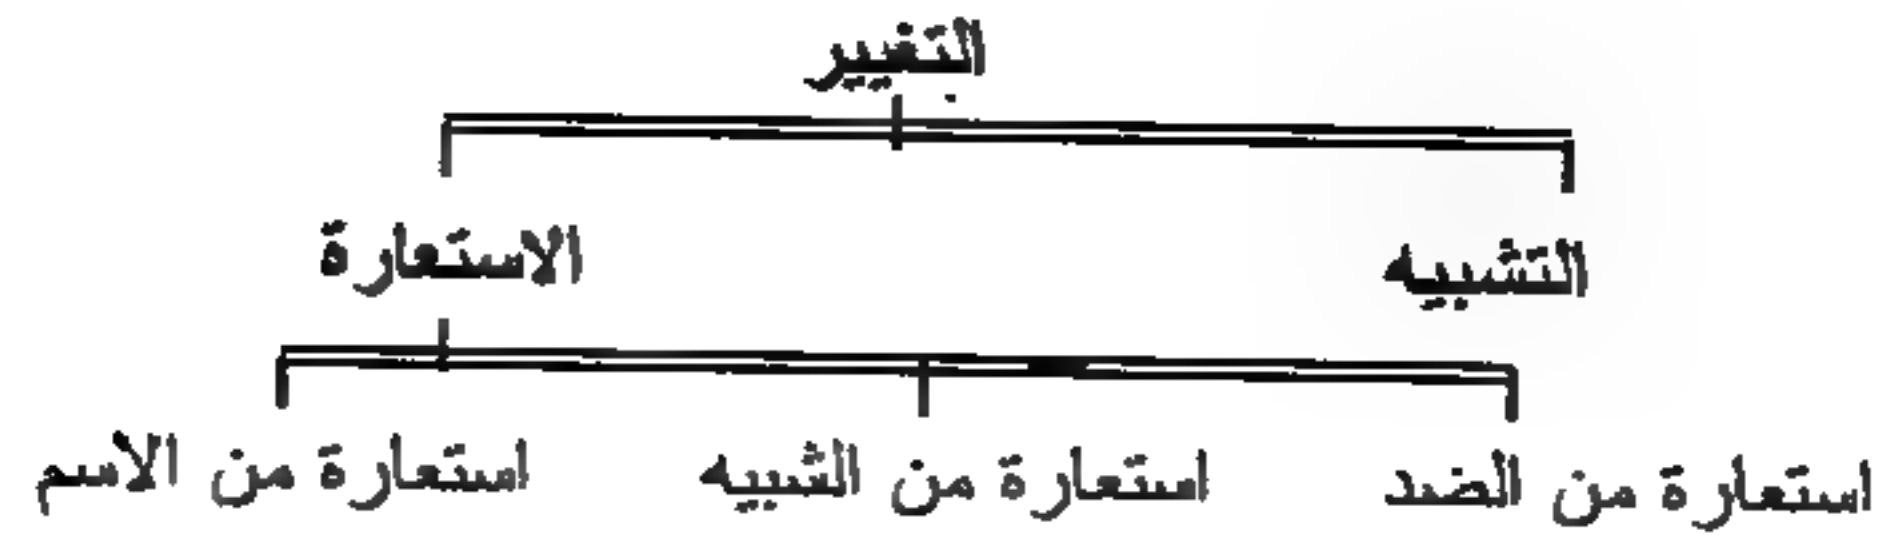 التغيير
التشبيه الاستعارة
استعارة من الضد استعارة من الشبيه استعارة من الاسم